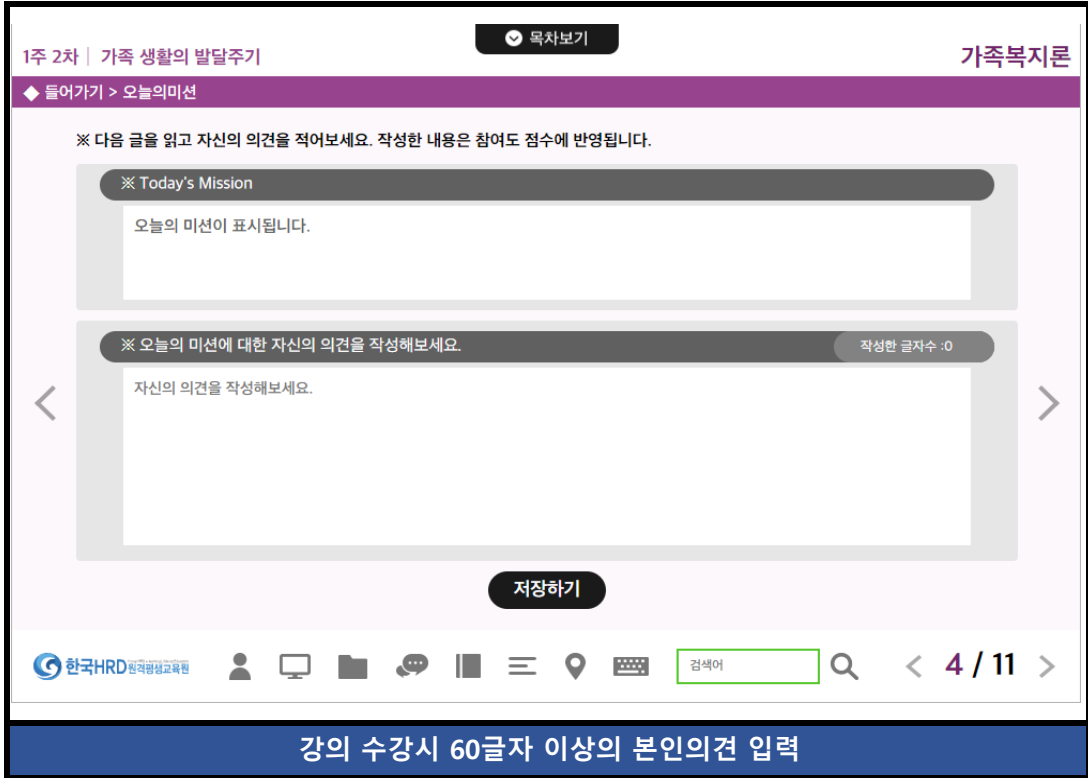 목차보기
1주 2차 | 가족 생활의 발달주기
가족복지론
◆ 들어가기 > 오늘의미션
※ 다음 글을 읽고 자신의 의견을 적어보세요. 작성한 내용은 참여도 점수에 반영됩니다.
※ Today's Mission
오늘의 미션이 표시됩니다.
※ 오늘의 미션에 대한 자신의 의견을 작성해보세요.
작성한 글자수 :0
자신의 의견을 작성해보세요.
저장하기
한국HRD원격평생교육원
검색어
< 4 / 11 >
강의 수강시 60글자 이상의 본인의견 입력